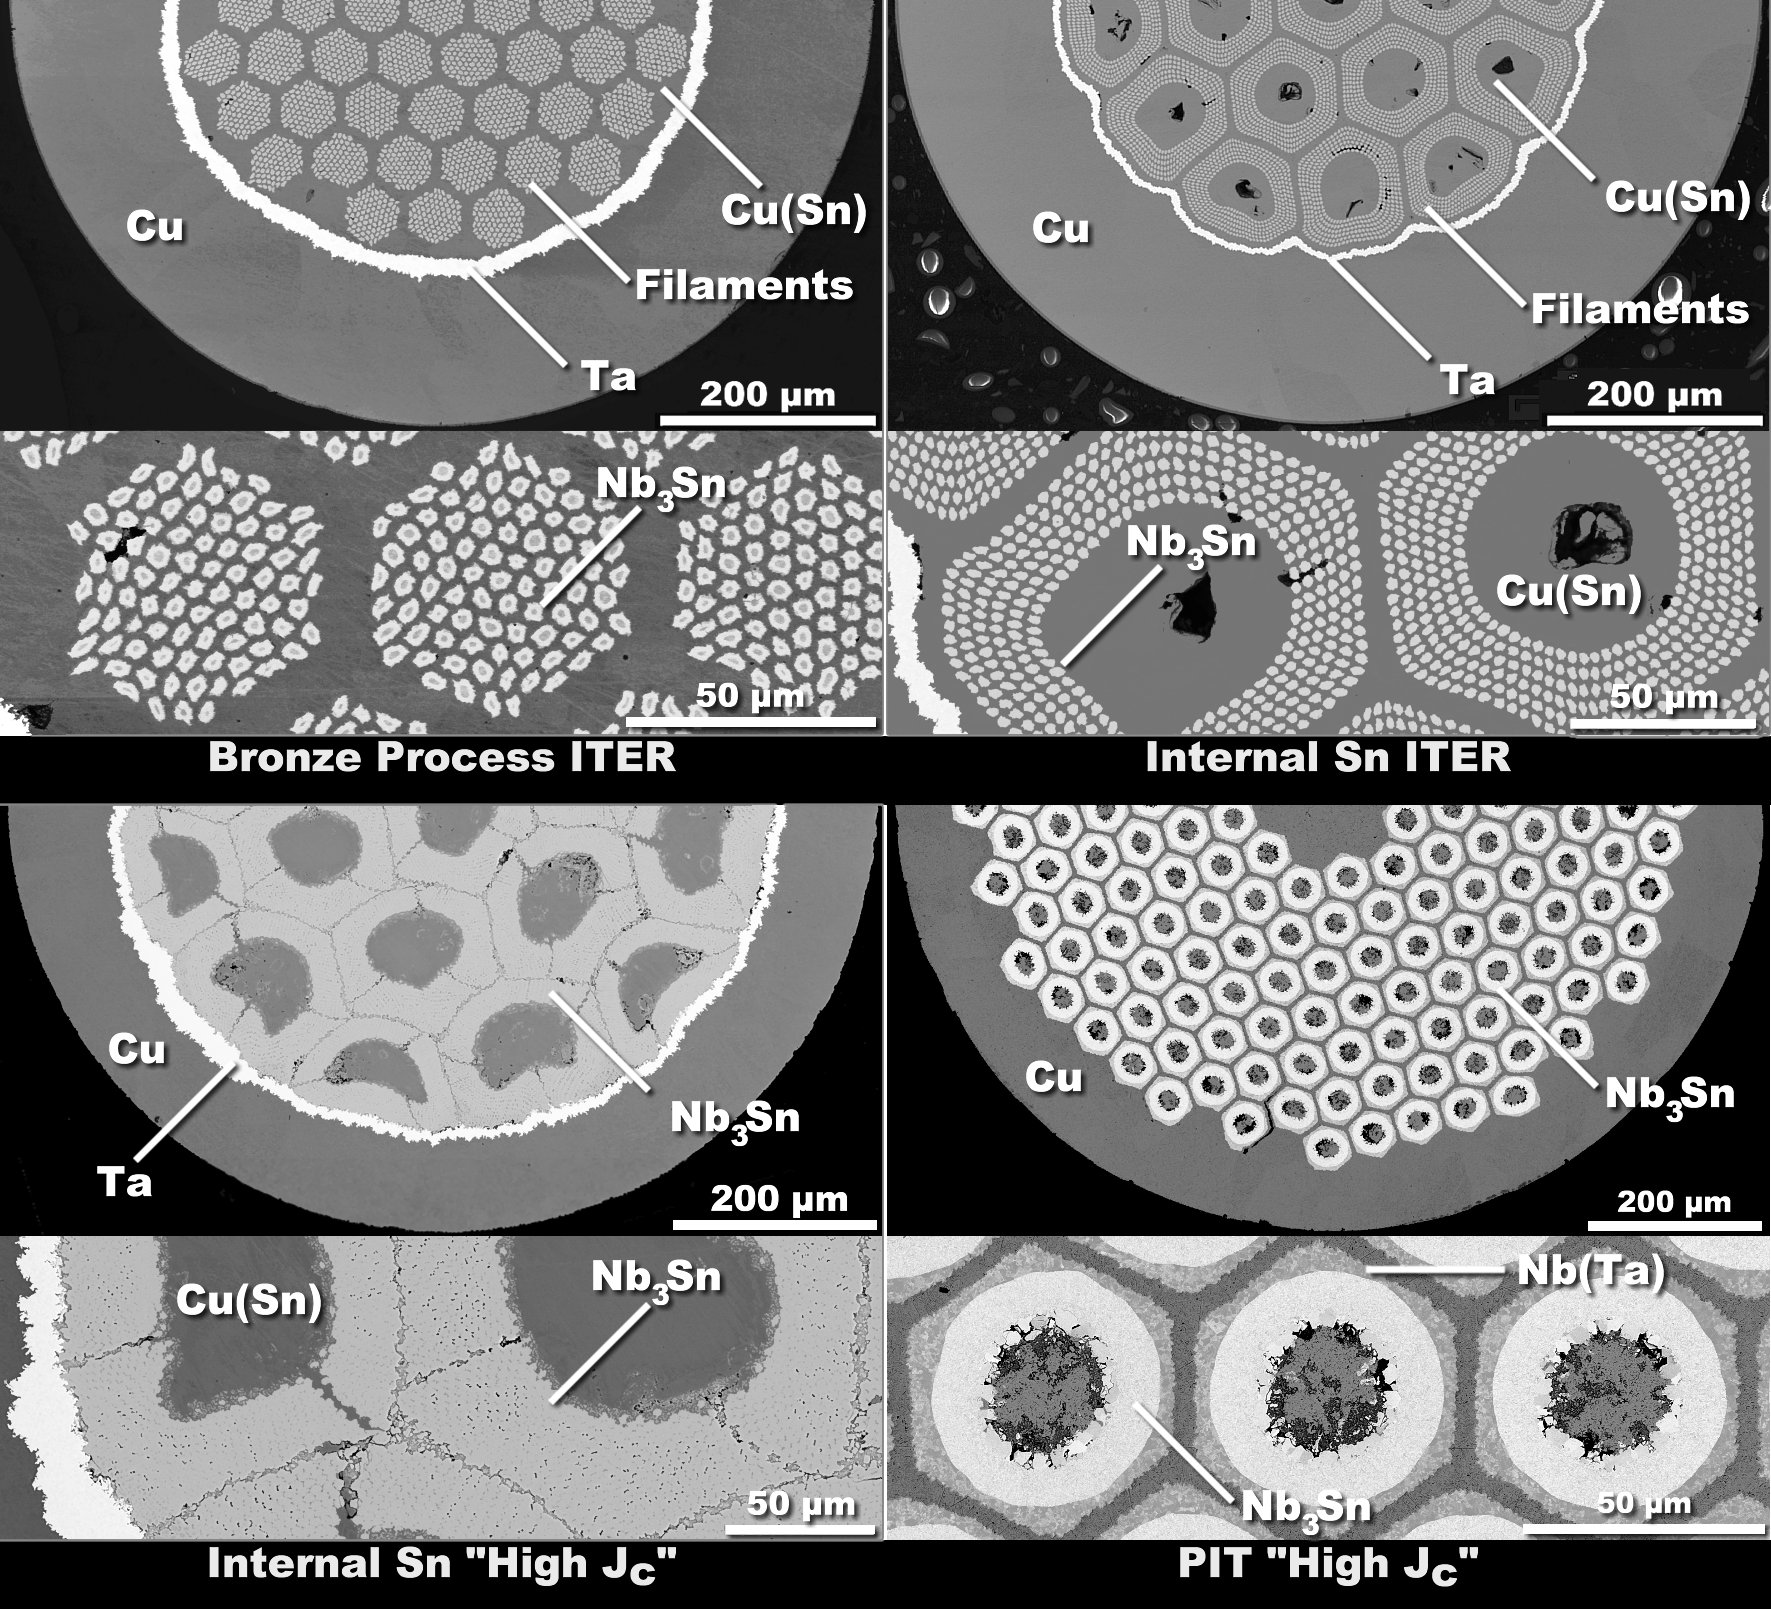 Cu
Cu(Sn)
Filaments
Ta
200 µm
Nb3Sn
50 µm
Bronze Process ITER
Cu
Cu(Sn)
Filaments
Ta
200 µm
Nb3Sn
Cu(Sn)
50 µm
Internal Sn ITER
Cu
Ta
Nb3Sn
200 µm
Cu(Sn)
Nb3Sn
50 µm
Internal Sn "High JC"
Cu
Nb3Sn
200 µm
Nb(Ta)
Nb3Sn
50 µm
PIT "High JC"